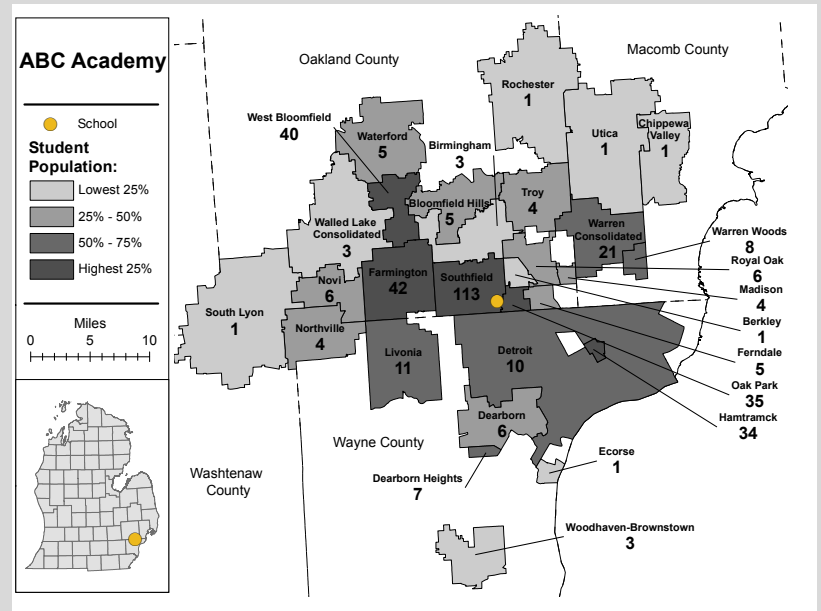 ABC Academy
School
Student
Population:
Lowest 25%
25% - 50%
50% - 75%
Highest 25%
Miles
0 5 10
Oakland County
Macomb County
Rochester
1
West Bloomfield
40
Waterford
5
Birmingham
3
Utica
1
Chippewa
Valley
1
Troy
4
Bloomfield Hills
5
Walled Lake
Consolidated
3
Warren
Consolidated
21
Warren Woods
8
Royal Oak
6
Madison
4
Berkley
1
Ferndale
5
Oak Park
35
Hamtramck
34
Farmington
42
Southfield
113
Novi
6
South Lyon
1
Northville
4
Livonia
11
Detroit
10
Dearborn
6
Wayne County
Washtenaw
County
Dearborn Heights
7
Ecorse
1
Woodhaven-Brownstown
3